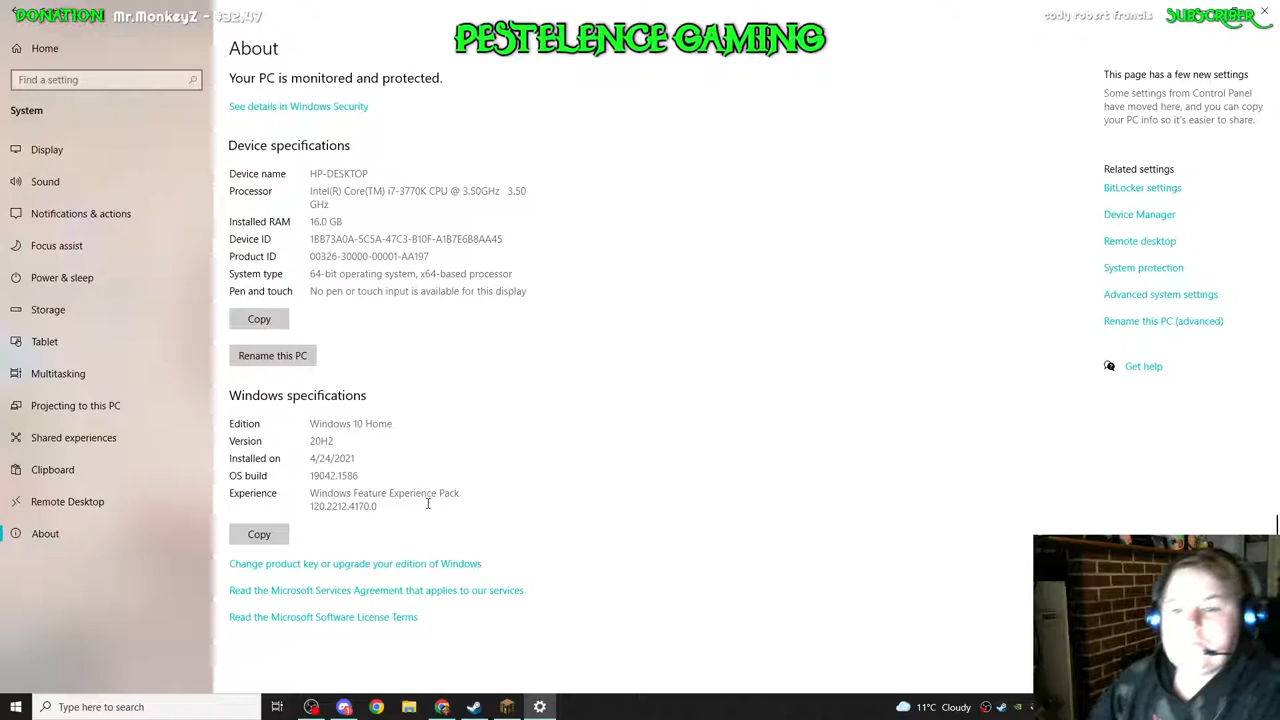 DONATION Mr.MonkeyZ - $32.47
PESTELENCE GAMING
cody robert francis SUBSCRIBER
Home
Find a setting
System
Display
Sound
Notifications & actions
Focus assist
Power & sleep
Storage
Tablet
Multitasking
Projecting to this PC
Shared experiences
Clipboard
Remote Desktop
About
About
Your PC is monitored and protected.
See details in Windows Security
Device specifications
Device name HP-DESKTOP
Processor Intel(R) Core(TM) i7-3770K CPU @ 3.50GHz 3.50
GHz
Installed RAM 16.0 GB
Device ID 1BB73A0A-5C5A-47C3-B10F-A1B7E6B8AA45
Product ID 00326-30000-00001-AA197
System type 64-bit operating system, x64-based processor
Pen and touch No pen or touch input is available for this display
Copy
Rename this PC
Windows specifications
Edition Windows 10 Home
Version 20H2
Installed on 4/24/2021
OS build 19042.1586
Experience Windows Feature Experience Pack
120.2212.4170.0
Copy
Change product key or upgrade your edition of Windows
Read the Microsoft Services Agreement that applies to our services
Read the Microsoft Software License Terms
This page has a few new settings
Some settings from Control Panel
have moved here, and you can copy
your PC info so it's easier to share.
Related settings
BitLocker settings
Device Manager
Remote desktop
System protection
Advanced system settings
Rename this PC (advanced)
Get help
Type here to search
11°C Cloudy